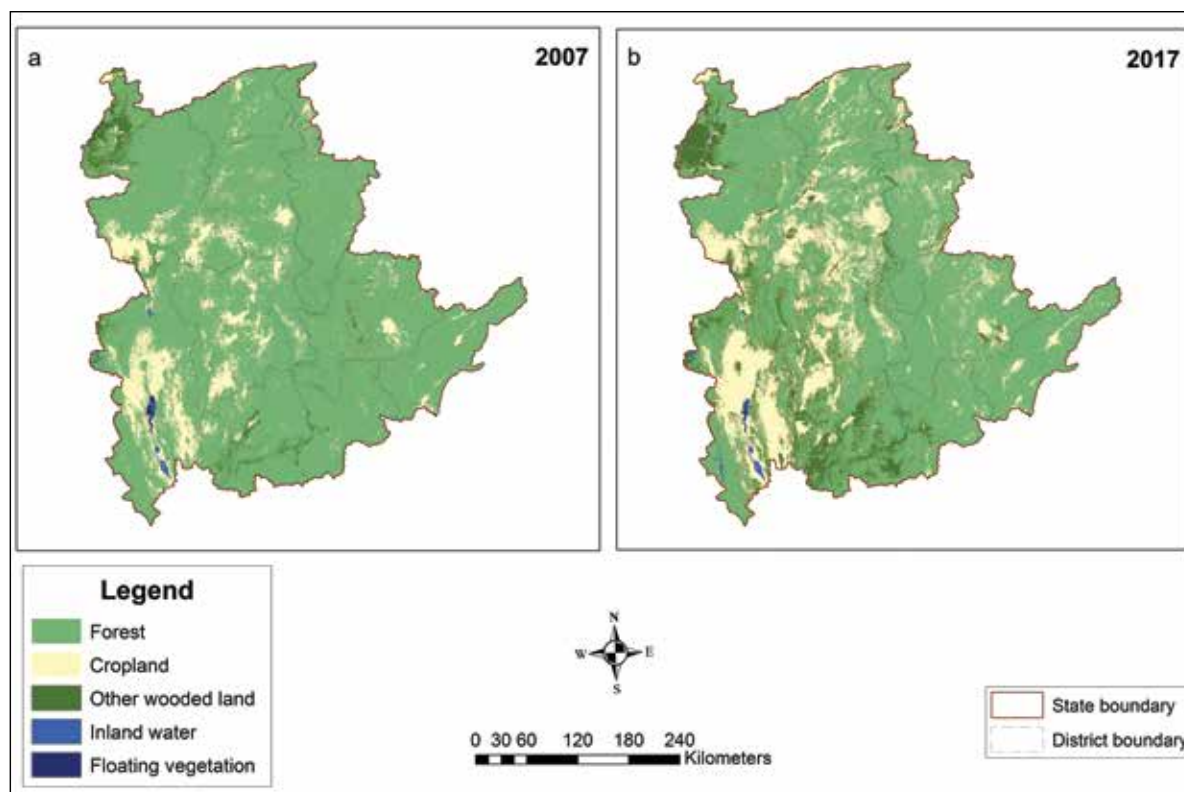 a
2007
b
2017
Legend
Forest
Cropland
Other wooded land
Inland water
Floating vegetation
N
W
E
S
0 30 60 120 180 240
Kilometers
State boundary
District boundary